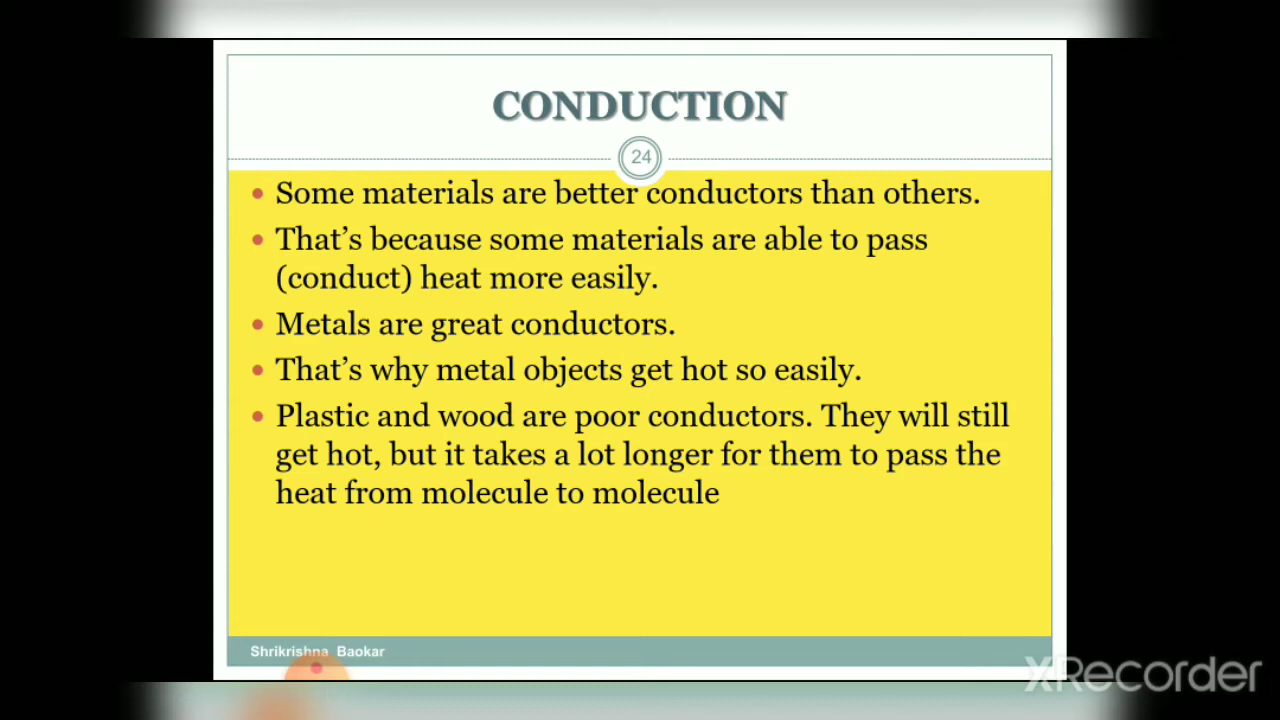 CONDUCTION
24
• Some materials are better conductors than others.
• That’s because some materials are able to pass
(conduct) heat more easily.
• Metals are great conductors.
• That’s why metal objects get hot so easily.
• Plastic and wood are poor conductors. They will still
get hot, but it takes a lot longer for them to pass the
heat from molecule to molecule
Shrikrishna Baokar
XRecorder